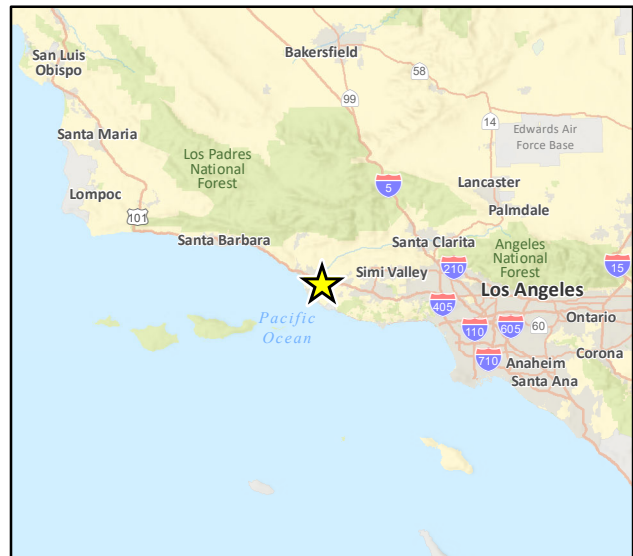 San Luis
Obispo
Bakersfield
58
99
14
Edwards Air
Force Base
Santa Maria
Los Padres
National
Forest
5
Lancaster
Lompoc
Palmdale
101
Santa Barbara
Santa Clarita
Angeles
National
Forest
Simi Valley
210
15
Los Angeles
405
Pacific
Ocean
110
605
60
Ontario
710
Anaheim
Corona
Santa Ana